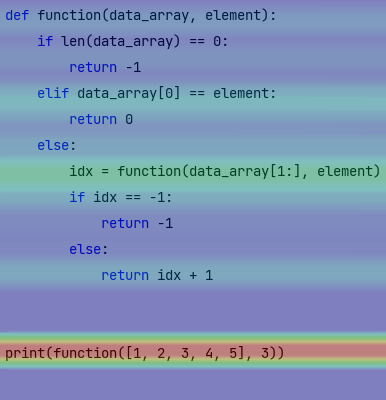 def function(data_array, element):
    if len(data_array) == 0:
        return -1
    elif data_array[0] == element:
        return 0
    else:
        idx = function(data_array[1:], element)
        if idx == -1:
            return -1
        else:
            return idx + 1
print(function([1, 2, 3, 4, 5], 3))